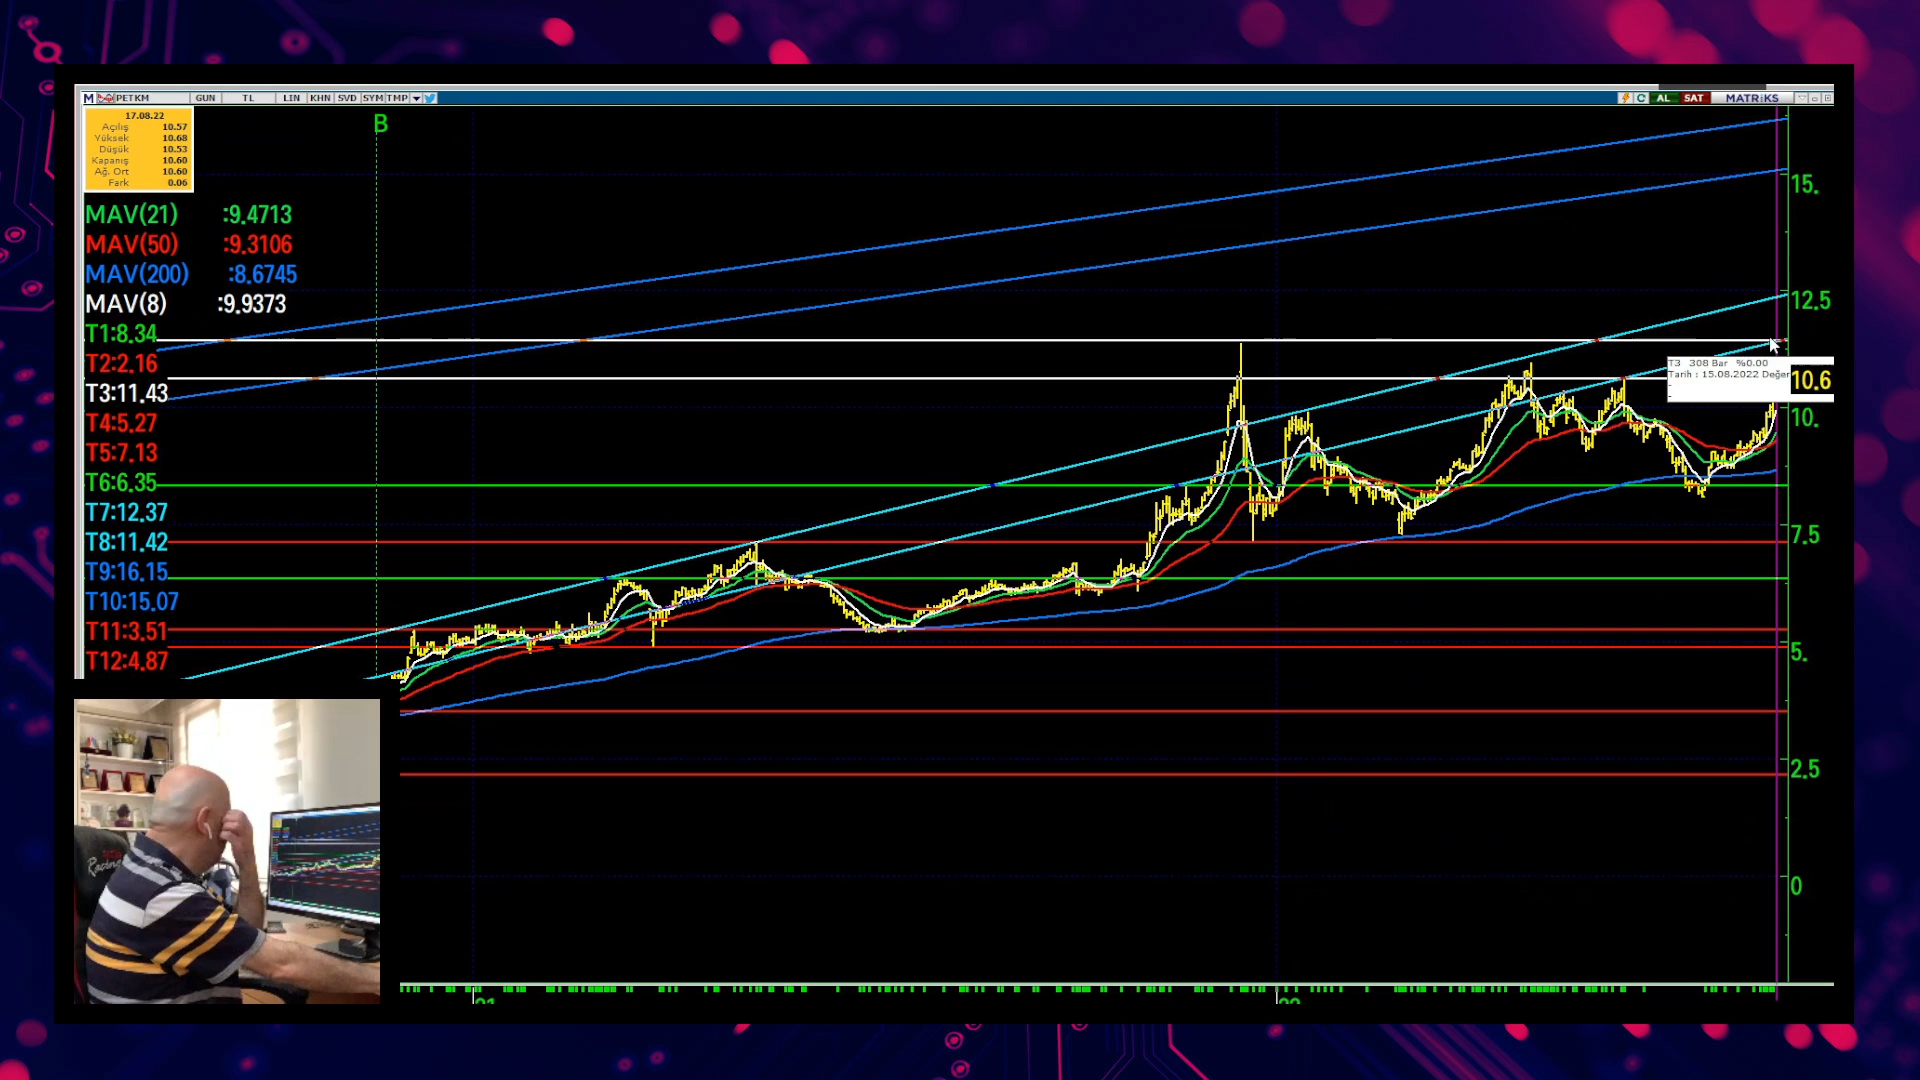 M PETKM GUN TL LIN KHN SVD SYM TMP
C AL SAT MATRiKS
17.08.22
Açılış 10.57
Yüksek 10.68
Düşük 10.53
Kapanış 10.60
Ağ. Ort 10.60
Fark 0.06
B
MAV(21) :9.4713
MAV(50) :9.3106
MAV(200) :8.6745
MAV(8) :9.9373
T1:8.34
T2:2.16
T3:11.43
T4:5.27
T5:7.13
T6:6.35
T7:12.37
T8:11.42
T9:16.15
T10:15.07
T11:3.51
T12:4.87
15.
12.5
T3 308 Bar %0.00
Tarih : 15.08.2022 Değer
10.6
10.
7.5
5.
2.5
0
Racing